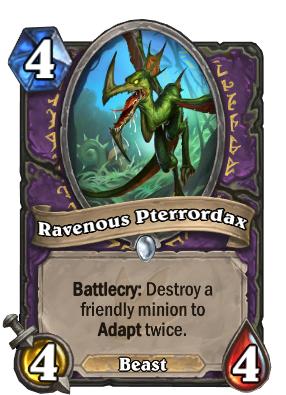 4
Ravenous Pterrordax
Battlecry: Destroy a
friendly minion to
Adapt twice.
4
Beast
4